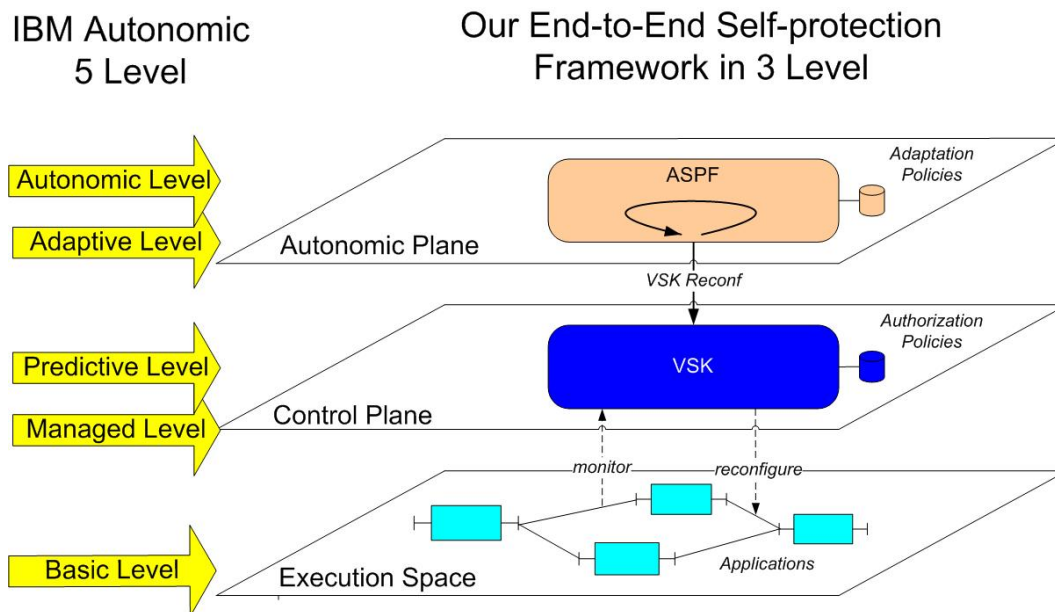 IBM Autonomic
5 Level
Our End-to-End Self-protection
Framework in 3 Level
Autonomic Level
Adaptive Level
ASPF
Adaptation
Policies
Autonomic Plane
VSK Reconf
Predictive Level
Managed Level
VSK
Authorization
Policies
Control Plane
monitor
reconfigure
Basic Level
Applications
Execution Space